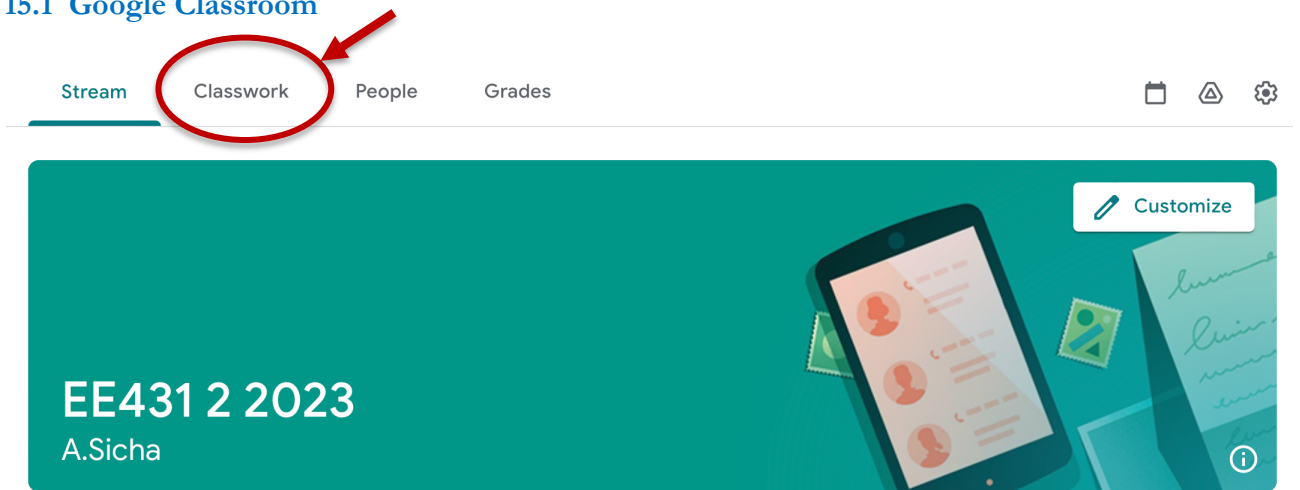 15.1 Google Classroom
Stream Classwork People Grades
Customize
EE431 2 2023
A.Sicha